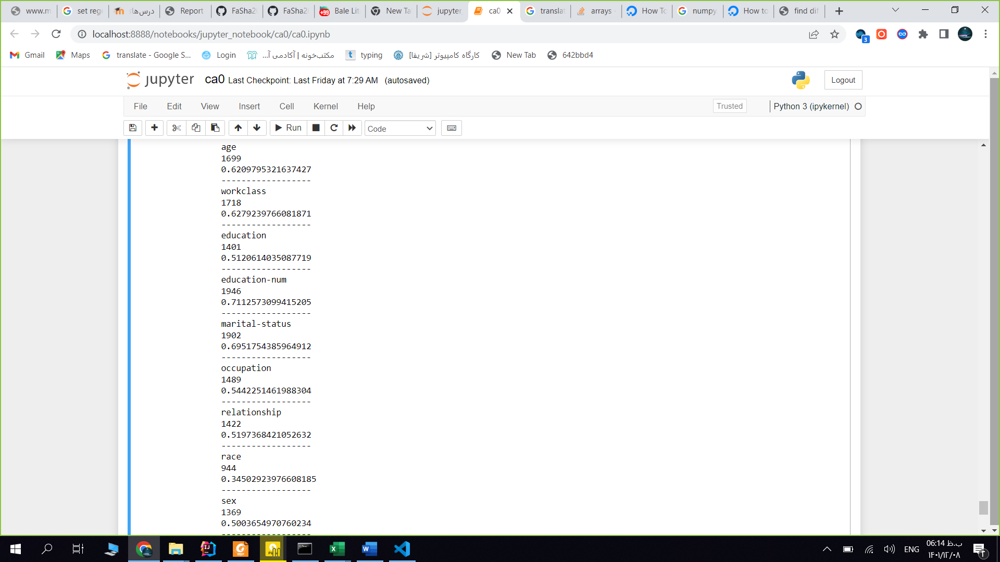 www.m
set reg
درس‌ها
Report
FaSha2
FaSha2
Bale Lit
New Ta
jupyter
ca0
translat
arrays -
How To
numpy
How to
find dif
localhost:8888/notebooks/jupyter_notebook/ca0/ca0.ipynb
3
Gmail
Maps
translate - Google S...
Login
مکتب‌خونه | آکادمی آ...
typing
کارگاه کامپیوتر [شریفا]
New Tab
642bbd4
jupyter ca0 Last Checkpoint: Last Friday at 7:29 AM (autosaved)
Logout
File Edit View Insert Cell Kernel Help
Trusted
Python 3 (ipykernel)
Run
Code
age
1699
0.6209795321637427
------------------
workclass
1718
0.6279239766081871
------------------
education
1401
0.5120614035087719
------------------
education-num
1946
0.7112573099415205
------------------
marital-status
1902
0.6951754385964912
------------------
occupation
1489
0.5442251461988304
------------------
relationship
1422
0.5197368421052632
------------------
race
944
0.34502923976608185
------------------
sex
1369
0.5003654970760234
------------------
ENG
06:14 ب.ظ
۱۴۰۱/۱۲/۰۸
۳